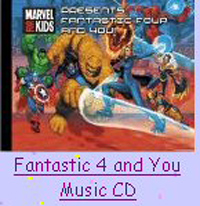 MARVEL
KIDS
PRESENTS
FANTASTIC FOUR
AND YOU
Fantastic 4 and You
Music CD